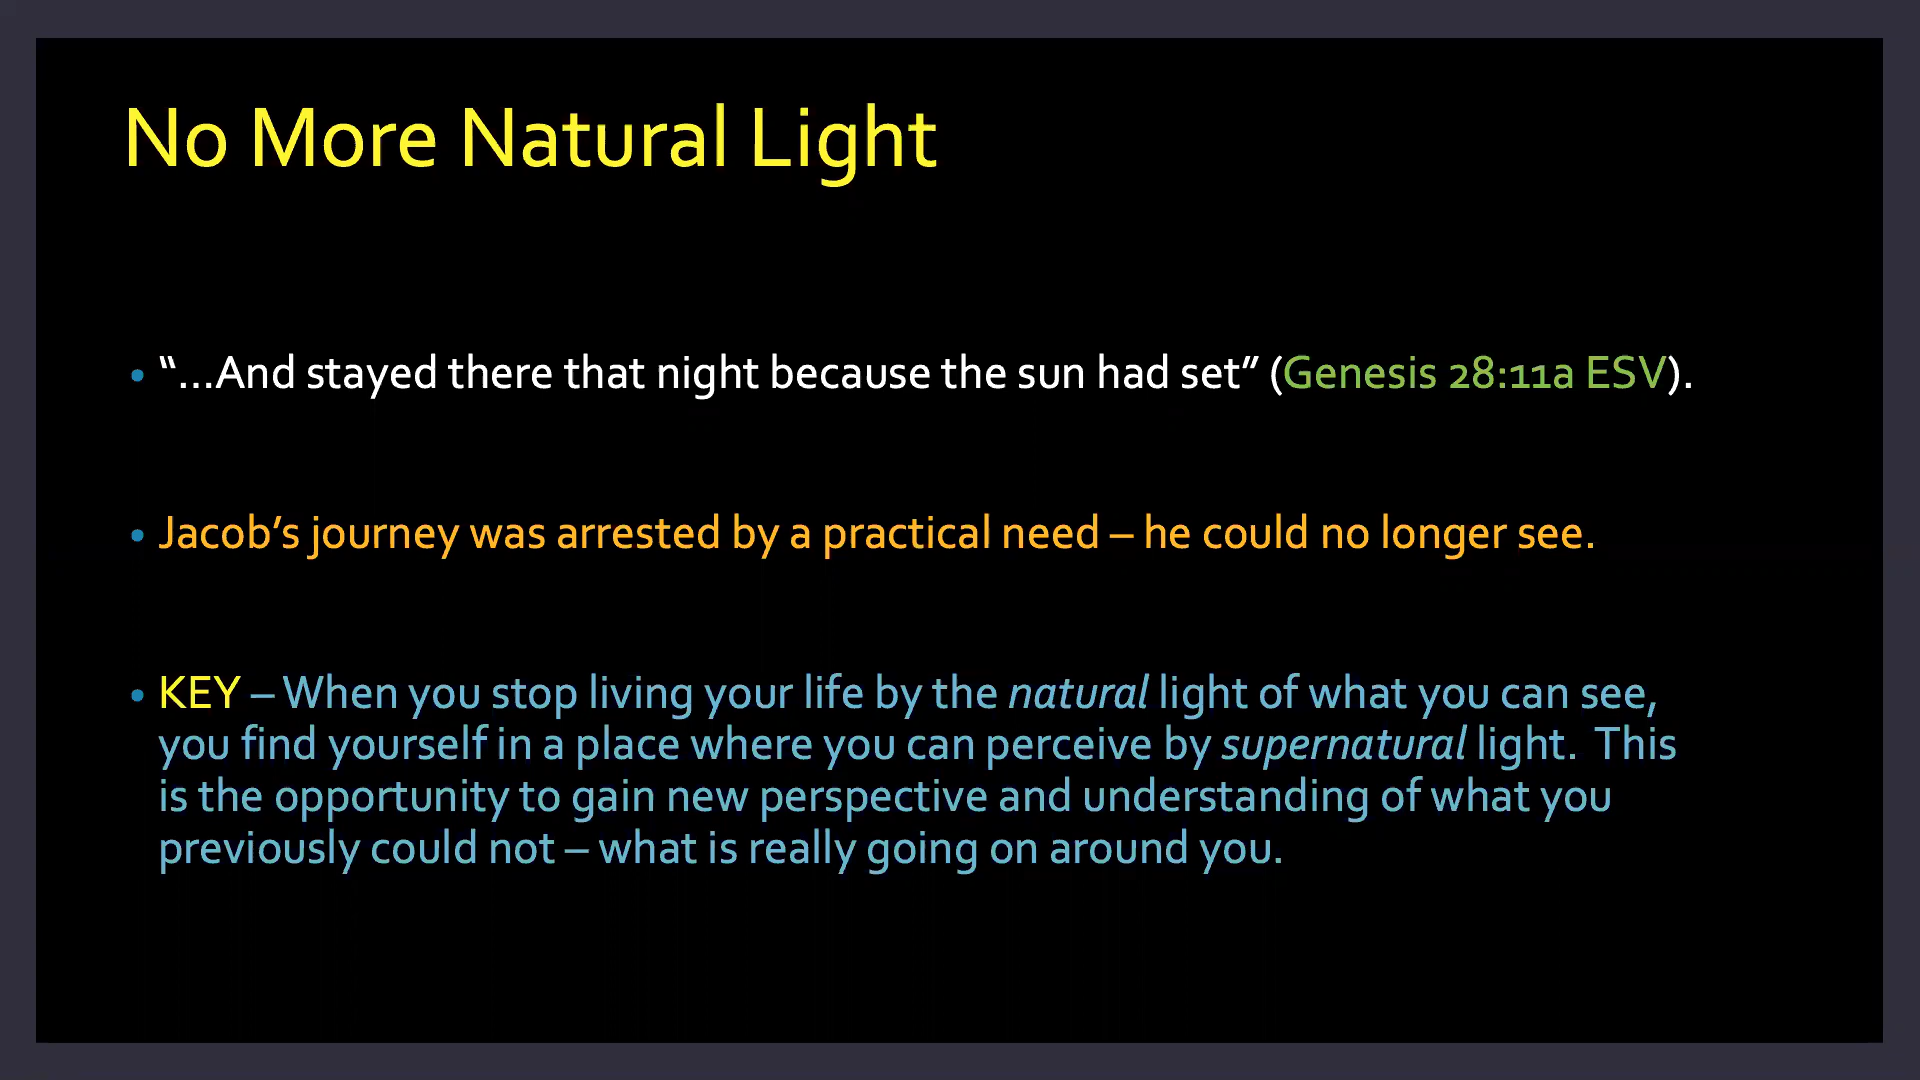 No More Natural Light
• “…And stayed there that night because the sun had set” (Genesis 28:11a ESV).
• Jacob’s journey was arrested by a practical need – he could no longer see.
• KEY – When you stop living your life by the natural light of what you can see,
you find yourself in a place where you can perceive by supernatural light.  This
is the opportunity to gain new perspective and understanding of what you
previously could not – what is really going on around you.